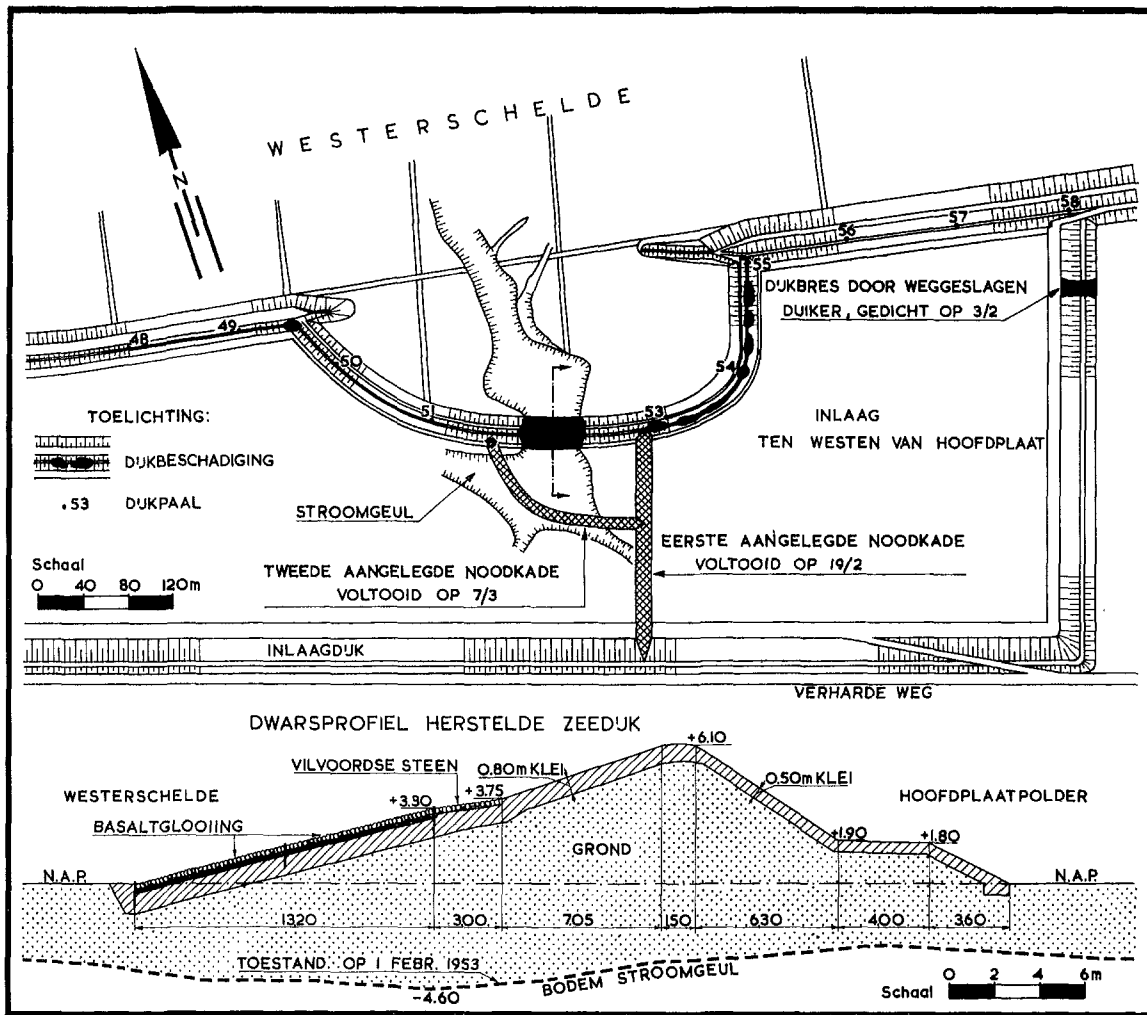 WESTERSCHELDE
N
58
57
56
55
DIJKBRES DOOR WEGGESLAGEN
DUIKER, GEDICHT OP 3/2
49
48
50
54
51
53
TOELICHTING:
DIJKBESCHADIGING
.53 DIJKPAAL
INLAAG
TEN WESTEN VAN HOOFDPLAAT
STROOMGEUL
EERSTE AANGELEGDE NOODKADE
VOLTOOID OP 19/2
TWEEDE AANGELEGDE NOODKADE
VOLTOOID OP 7/3
Schaal
0 40 80 120m
INLAAGDIJK
VERHARDE WEG
DWARSPROFIEL HERSTELDE ZEEDIJK
+6.10
VILVOORDSE STEEN
0.80m KLEI
0.50m KLEI
WESTERSCHELDE
+3.30
+3.75
HOOFDPLAATPOLDER
BASALTGLOOIING
+1.90
+1.80
GROND
N.A.P.
N.A.P.
1320
300
705
150
630
400
360
TOESTAND OP 1 FEBR. 1953
BODEM STROOMGEUL
-4.60
0 2 4 6m
Schaal